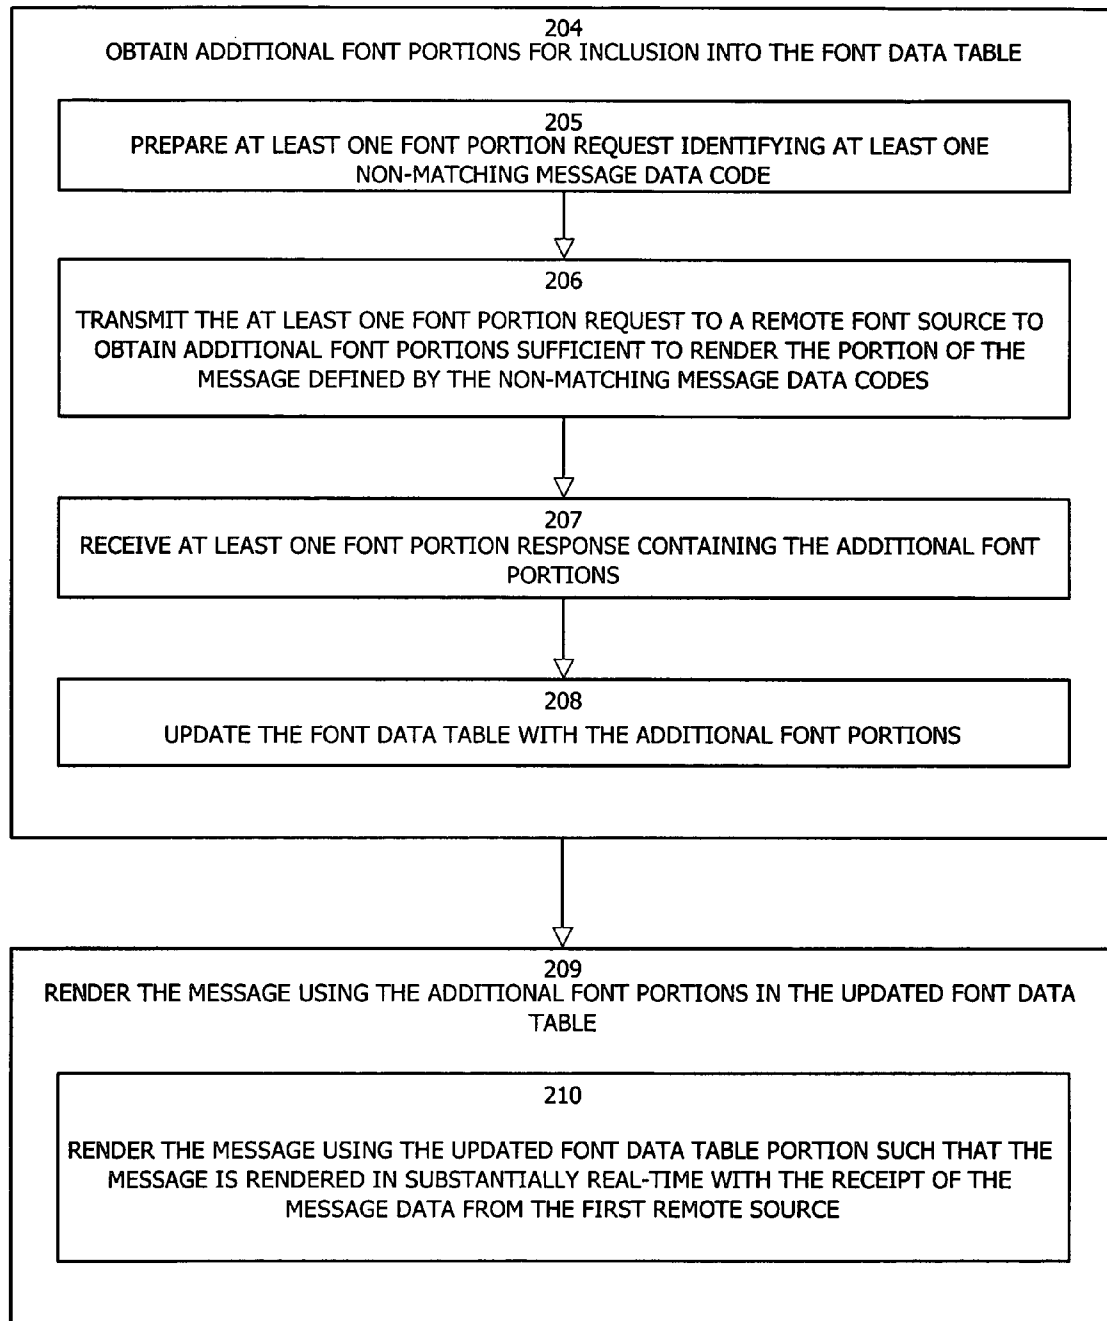 204
OBTAIN ADDITIONAL FONT PORTIONS FOR INCLUSION INTO THE FONT DATA TABLE
205
PREPARE AT LEAST ONE FONT PORTION REQUEST IDENTIFYING AT LEAST ONE
NON-MATCHING MESSAGE DATA CODE
206
TRANSMIT THE AT LEAST ONE FONT PORTION REQUEST TO A REMOTE FONT SOURCE TO
OBTAIN ADDITIONAL FONT PORTIONS SUFFICIENT TO RENDER THE PORTION OF THE
MESSAGE DEFINED BY THE NON-MATCHING MESSAGE DATA CODES
207
RECEIVE AT LEAST ONE FONT PORTION RESPONSE CONTAINING THE ADDITIONAL FONT
PORTIONS
208
UPDATE THE FONT DATA TABLE WITH THE ADDITIONAL FONT PORTIONS
209
RENDER THE MESSAGE USING THE ADDITIONAL FONT PORTIONS IN THE UPDATED FONT DATA
TABLE
210
RENDER THE MESSAGE USING THE UPDATED FONT DATA TABLE PORTION SUCH THAT THE
MESSAGE IS RENDERED IN SUBSTANTIALLY REAL-TIME WITH THE RECEIPT OF THE
MESSAGE DATA FROM THE FIRST REMOTE SOURCE